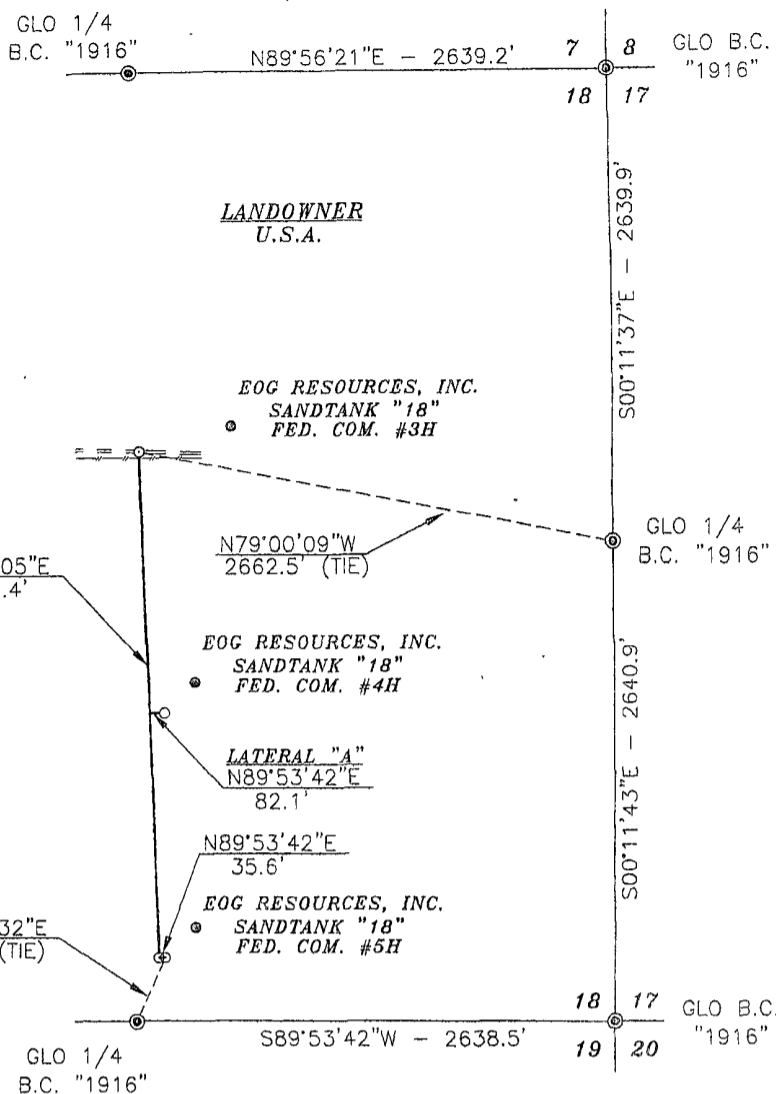 GLO 1/4
B.C. "1916"
N89°56'21"E – 2639.2'
7 8
18 17
GLO B.C.
"1916"
LANDOWNER
U.S.A.
S00°11'37"E – 2639.9'
EOG RESOURCES, INC.
SANDTANK "18"
FED. COM. #3H
N79°00'09"W
2662.5' (TIE)
GLO 1/4
B.C. "1916"
05"E
.4'
EOG RESOURCES, INC.
SANDTANK "18"
FED. COM. #4H
LATERAL "A"
N89°53'42"E
82.1'
S00°11'43"E – 2640.9'
N89°53'42"E
35.6'
EOG RESOURCES, INC.
SANDTANK "18"
FED. COM. #5H
32"E
(TIE)
18 17
19 20
GLO B.C.
"1916"
S89°53'42"W – 2638.5'
GLO 1/4
B.C. "1916"